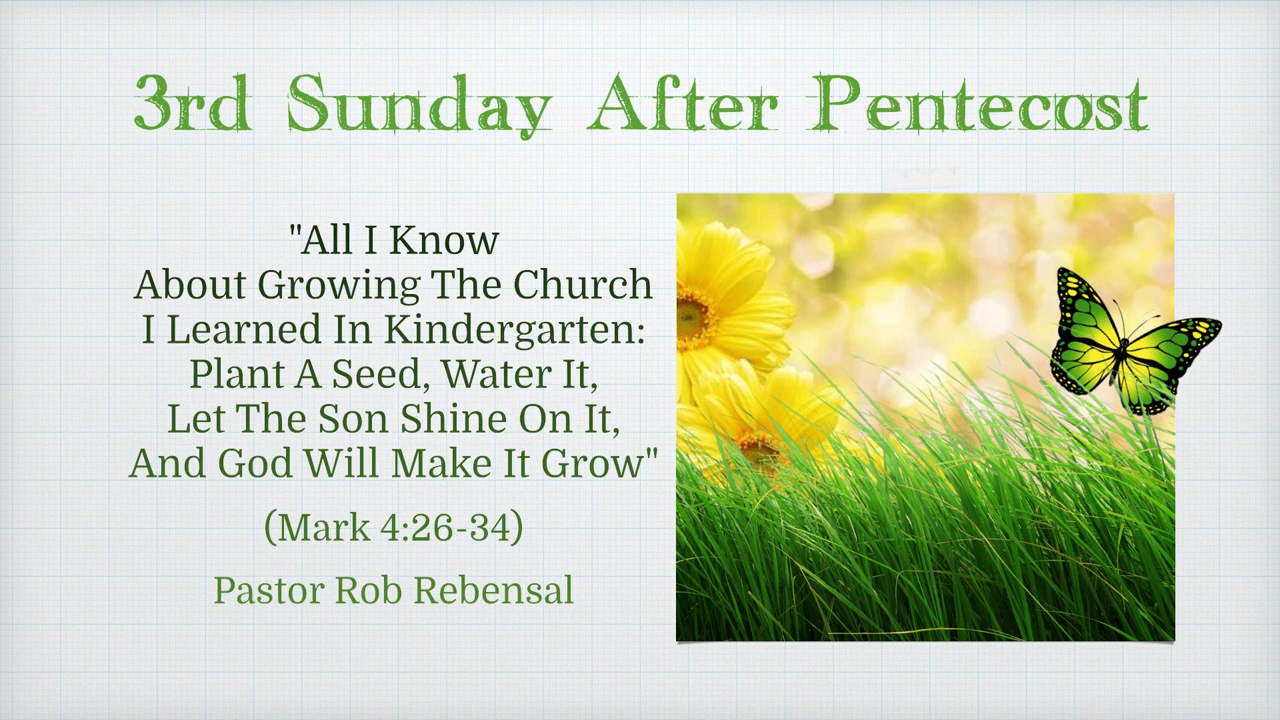 3rd Sunday After Pentecost
"All I Know
About Growing The Church
I Learned In Kindergarten:
Plant A Seed, Water It,
Let The Son Shine On It,
And God Will Make It Grow"
(Mark 4:26-34)
Pastor Rob Rebensal